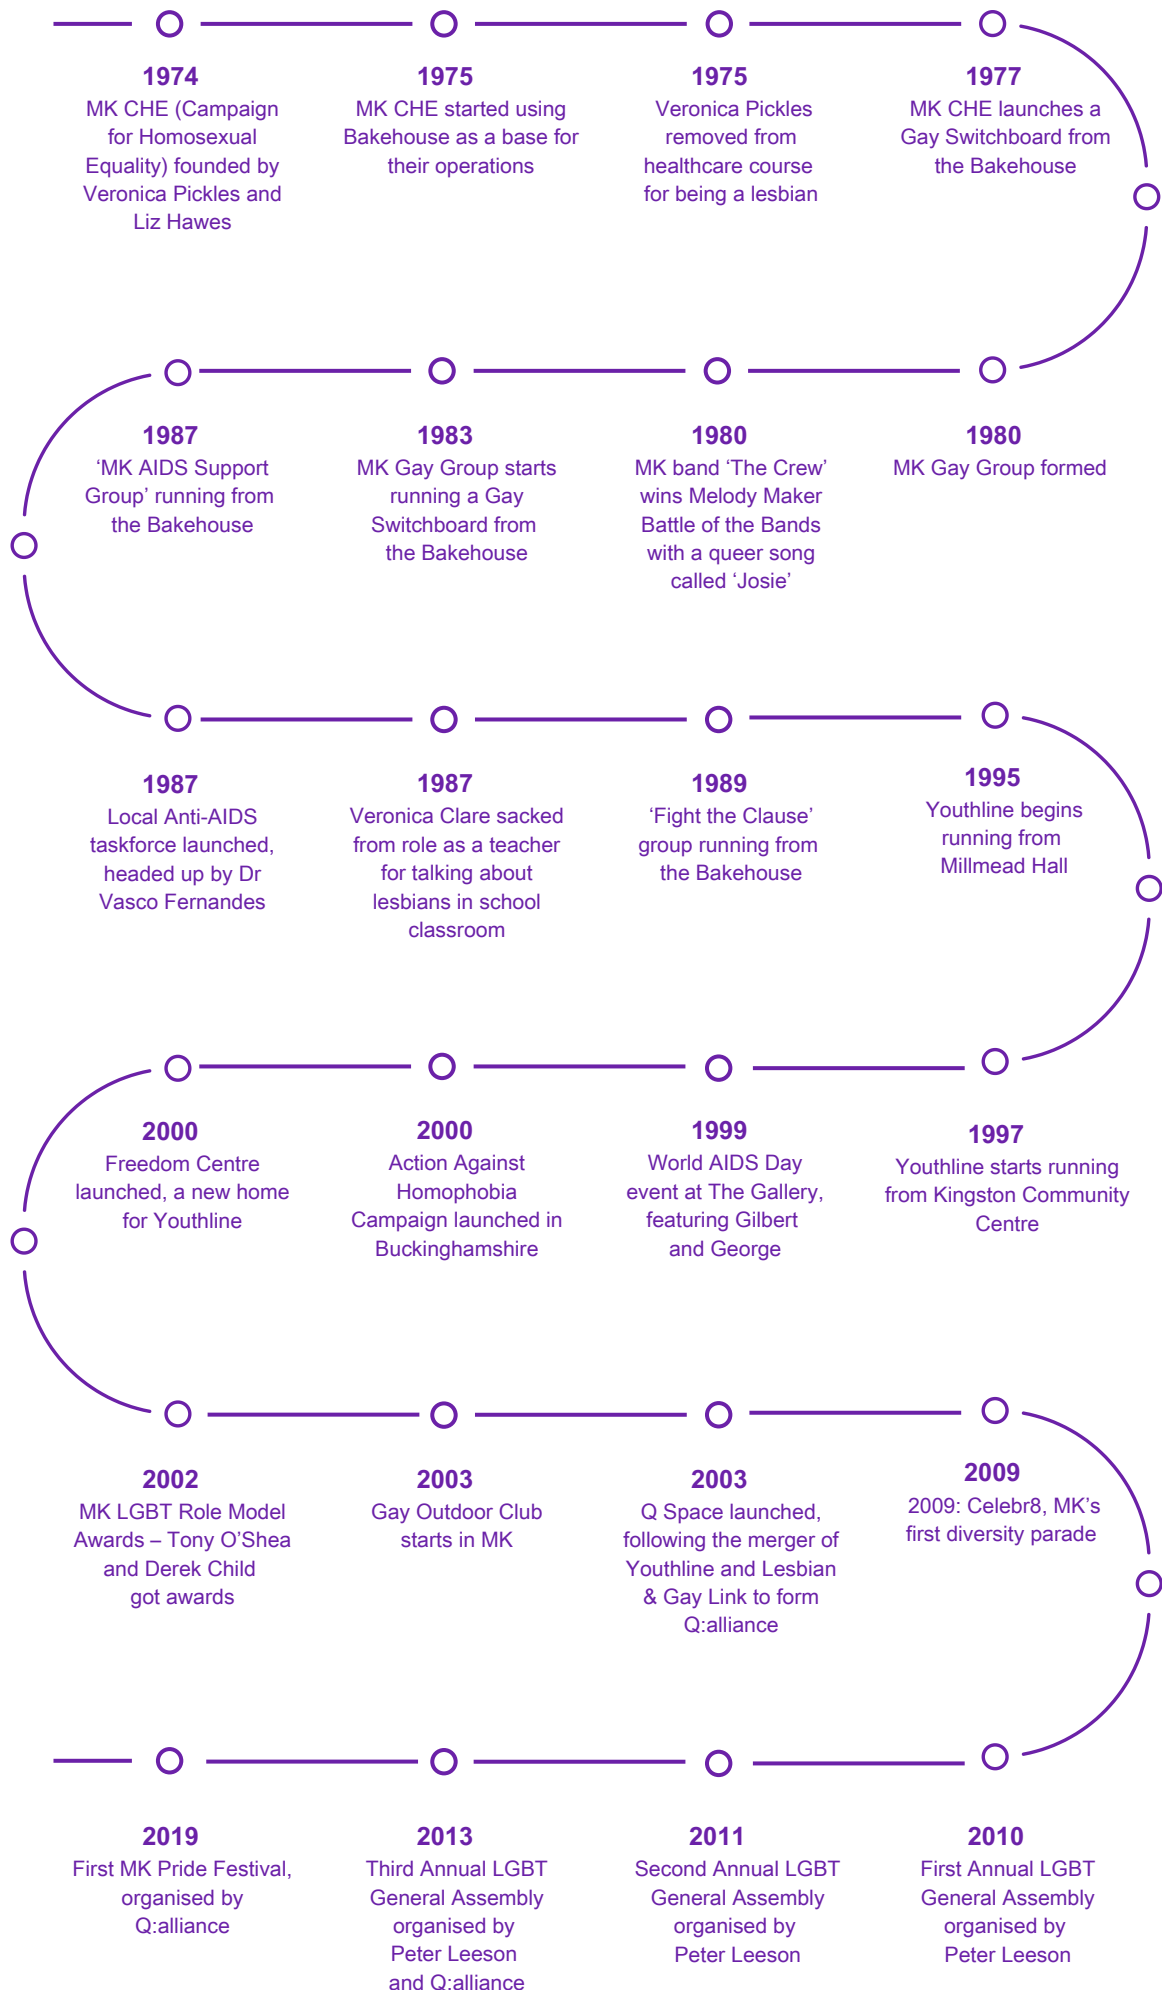 1974
MK CHE (Campaign
for Homosexual
Equality) founded by
Veronica Pickles and
Liz Hawes
1975
MK CHE started using
Bakehouse as a base for
their operations
1975
Veronica Pickles
removed from
healthcare course
for being a lesbian
1977
MK CHE launches a
Gay Switchboard from
the Bakehouse
1980
MK Gay Group formed
1980
MK band ‘The Crew’
wins Melody Maker
Battle of the Bands
with a queer song
called ‘Josie’
1983
MK Gay Group starts
running a Gay
Switchboard from
the Bakehouse
1987
‘MK AIDS Support
Group’ running from
the Bakehouse
1987
Local Anti-AIDS
taskforce launched,
headed up by Dr
Vasco Fernandes
1987
Veronica Clare sacked
from role as a teacher
for talking about
lesbians in school
classroom
1989
‘Fight the Clause’
group running from
the Bakehouse
1995
Youthline begins
running from
Millmead Hall
1997
Youthline starts running
from Kingston Community
Centre
1999
World AIDS Day
event at The Gallery,
featuring Gilbert
and George
2000
Action Against
Homophobia
Campaign launched in
Buckinghamshire
2000
Freedom Centre
launched, a new home
for Youthline
2002
MK LGBT Role Model
Awards – Tony O’Shea
and Derek Child
got awards
2003
Gay Outdoor Club
starts in MK
2003
Q Space launched,
following the merger of
Youthline and Lesbian
& Gay Link to form
Q:alliance
2009
2009: Celebr8, MK’s
first diversity parade
2010
First Annual LGBT
General Assembly
organised by
Peter Leeson
2011
Second Annual LGBT
General Assembly
organised by
Peter Leeson
2013
Third Annual LGBT
General Assembly
organised by
Peter Leeson
and Q:alliance
2019
First MK Pride Festival,
organised by
Q:alliance